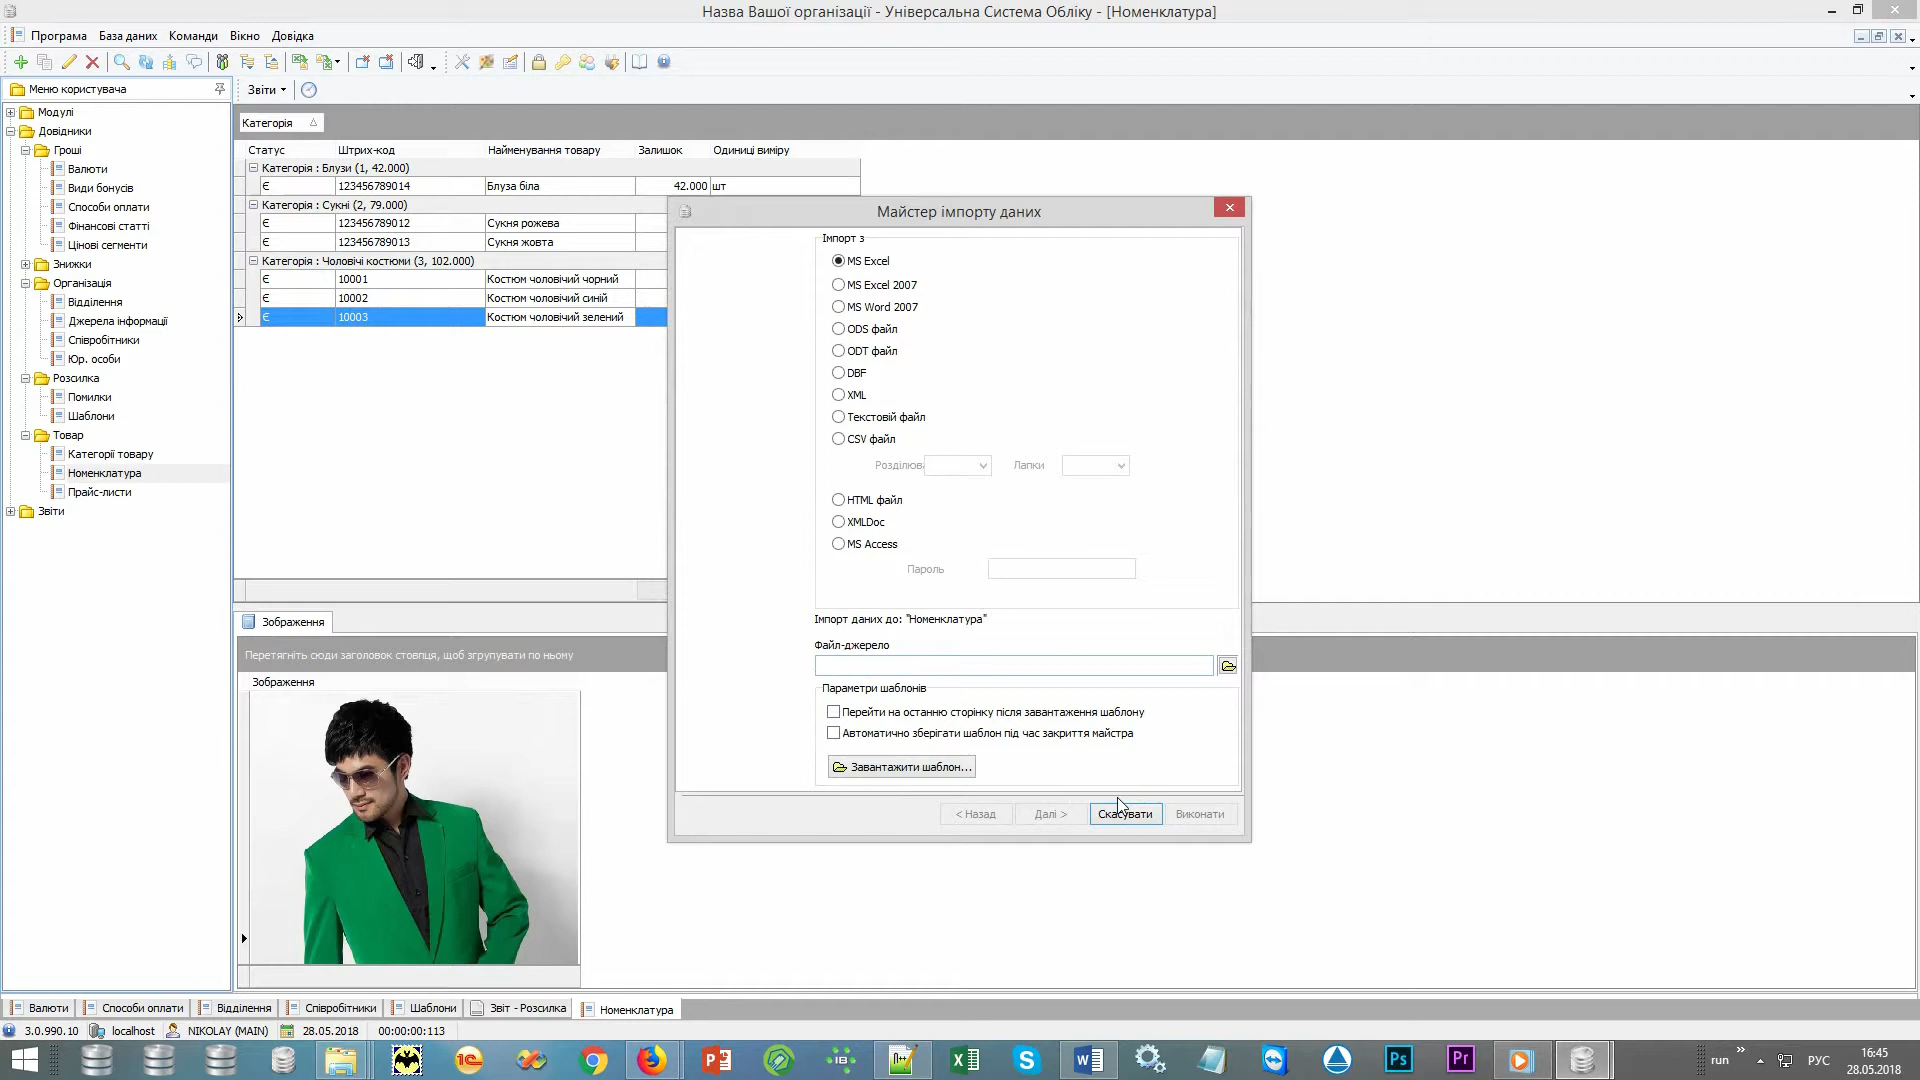 Назва Вашої організації - Універсальна Система Обліку - [Номенклатура]
Програма База даних Команди Вікно Довідка
Меню користувача
Звіти
Модулі
Довідники
Гроші
Валюти
Види бонусів
Способи оплати
Фінансові статті
Цінові сегменти
Знижки
Організація
Відділення
Джерела інформації
Співробітники
Юр. особи
Розсилка
Помилки
Шаблони
Товар
Категорії товару
Номенклатура
Прайс-листи
Звіти
Категорія
Статус Штрих-код Найменування товару Залишок Одиниці виміру
Категорія : Блузи (1, 42.000)
Є 123456789014 Блуза біла 42.000 шт
Категорія : Сукні (2, 79.000)
Є 123456789012 Сукня рожева
Є 123456789013 Сукня жовта
Категорія : Чоловічі костюми (3, 102.000)
Є 10001 Костюм чоловічий чорний
Є 10002 Костюм чоловічий синій
Є 10003 Костюм чоловічий зелений
Майстер імпорту даних
Імпорт з
MS Excel
MS Excel 2007
MS Word 2007
ODS файл
ODT файл
DBF
XML
Текстовій файл
CSV файл
Розділюв Лапки
HTML файл
XMLDoc
MS Access
Пароль
Імпорт даних до: "Номенклатура"
Файл-джерело
Параметри шаблонів
Перейти на останню сторінку після завантаження шаблону
Автоматично зберігати шаблон під час закриття майстра
Завантажити шаблон...
< Назад Далі > Скасувати Виконати
Зображення
Перетягніть сюди заголовок стовпця, щоб згрупувати по ньому
Зображення
Валюти Способи оплати Відділення Співробітники Шаблони Звіт - Розсилка Номенклатура
3.0.990.10 localhost NIKOLAY (MAIN) 28.05.2018 00:00:00:113
run РУС 16:45
28.05.2018